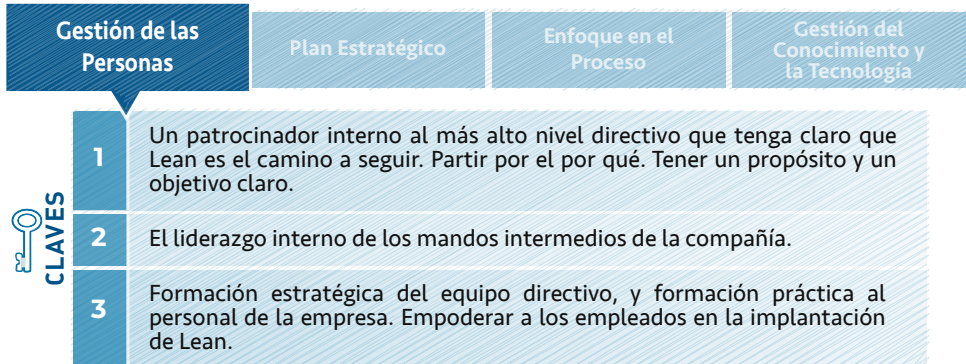 Gestión de las
Personas
Plan Estratégico
Enfoque en el
Proceso
Gestión del
Conocimiento y
la Tecnología
CLAVES
1
Un patrocinador interno al más alto nivel directivo que tenga claro que
Lean es el camino a seguir. Partir por el por qué. Tener un propósito y un
objetivo claro.
2
El liderazgo interno de los mandos intermedios de la compañía.
3
Formación estratégica del equipo directivo, y formación práctica al
personal de la empresa. Empoderar a los empleados en la implantación
de Lean.